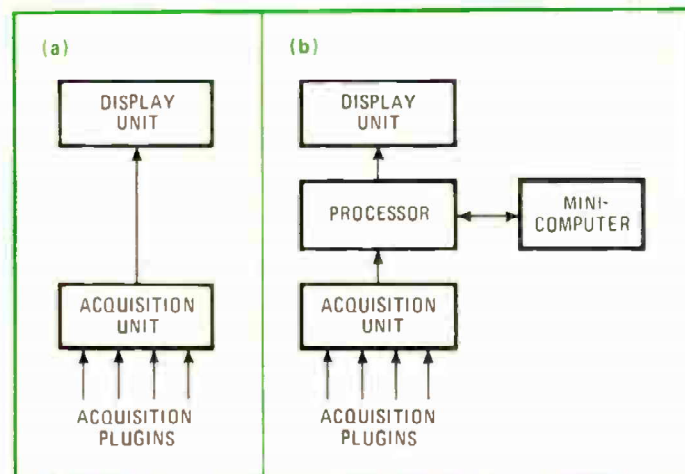 (a)
DISPLAY
UNIT
ACQUISITION
UNIT
ACQUISITION
PLUGINS
(b)
DISPLAY
UNIT
PROCESSOR
MINI-
COMPUTER
ACQUISITION
UNIT
ACQUISITION
PLUGINS